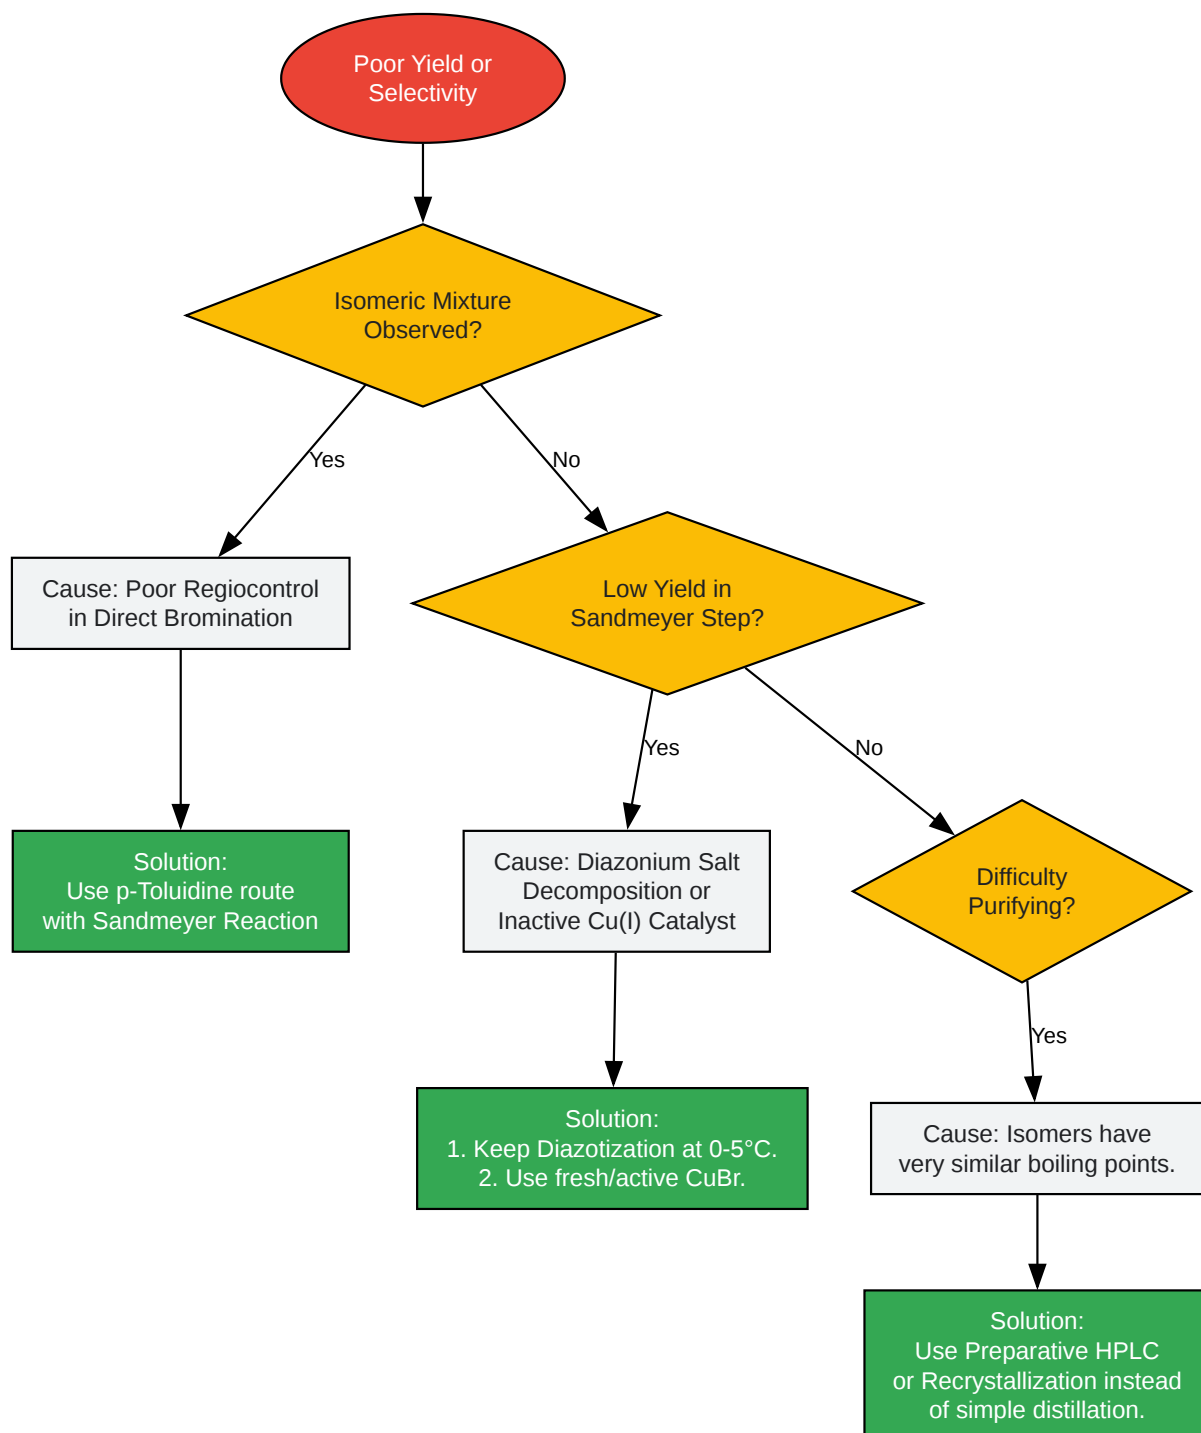 Poor Yield or
Selectivity
Isomeric Mixture
Observed?
Yes
No
Cause: Poor Regiocontrol
in Direct Bromination
Low Yield in
Sandmeyer Step?
Yes
No
Solution:
Use p-Toluidine route
with Sandmeyer Reaction
Cause: Diazonium Salt
Decomposition or
Inactive Cu(I) Catalyst
Difficulty
Purifying?
Yes
Solution:
1. Keep Diazotization at 0-5°C.
2. Use fresh/active CuBr.
Cause: Isomers have
very similar boiling points.
Solution:
Use Preparative HPLC
or Recrystallization instead
of simple distillation.